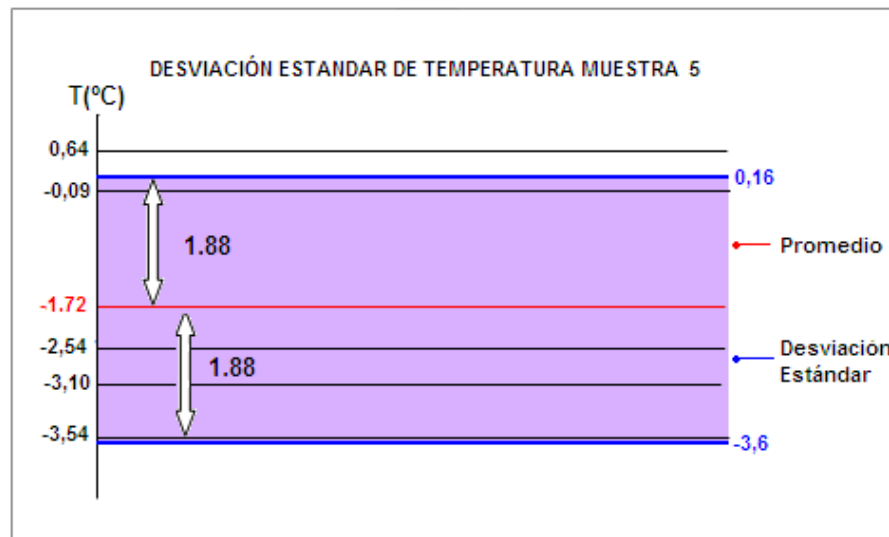 DESVIACIÓN ESTANDAR DE TEMPERATURA MUESTRA 5
T(ºC)
0,64
0,16
-0,09
1.88
Promedio
-1.72
-2,54
Desviación
1.88
Estándar
-3,10
-3,54
-3,6